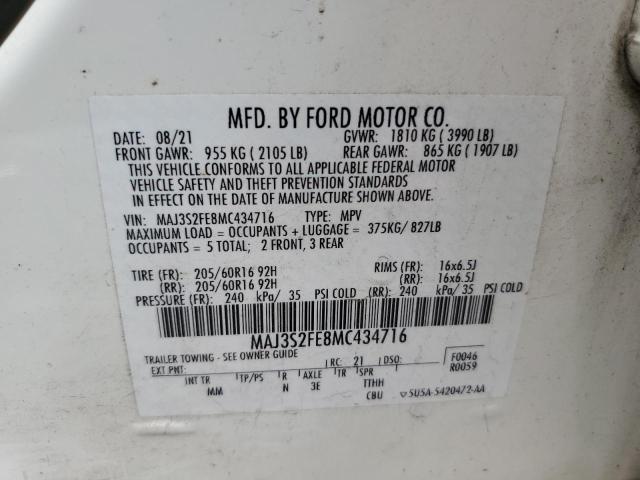 MFD. BY FORD MOTOR CO.
DATE: 08/21 GVWR: 1810 KG ( 3990 LB)
FRONT GAWR: 955 KG ( 2105 LB) REAR GAWR: 865 KG ( 1907 LB)
THIS VEHICLE CONFORMS TO ALL APPLICABLE FEDERAL MOTOR
VEHICLE SAFETY AND THEFT PREVENTION STANDARDS
IN EFFECT ON THE DATE OF MANUFACTURE SHOWN ABOVE.
VIN: MAJ3S2FE8MC434716 TYPE: MPV
MAXIMUM LOAD = OCCUPANTS + LUGGAGE = 375KG/ 827LB
OCCUPANTS = 5 TOTAL; 2 FRONT, 3 REAR
TIRE (FR): 205/60R16 92H RIMS (FR): 16x6.5J
(RR): 205/60R16 92H (RR): 16x6.5J
PRESSURE (FR): 240 kPa/ 35 PSI COLD (RR): 240 kPa/ 35 PSI COLD
MAJ3S2FE8MC434716
TRAILER TOWING - SEE OWNER GUIDE
EXT PNT: RC: 21 DSO: F0046
R0059
INT TR TP/PS R AXLE TR SPR
MM N 3E TTHH
CBU 5U5A-5420472-AA